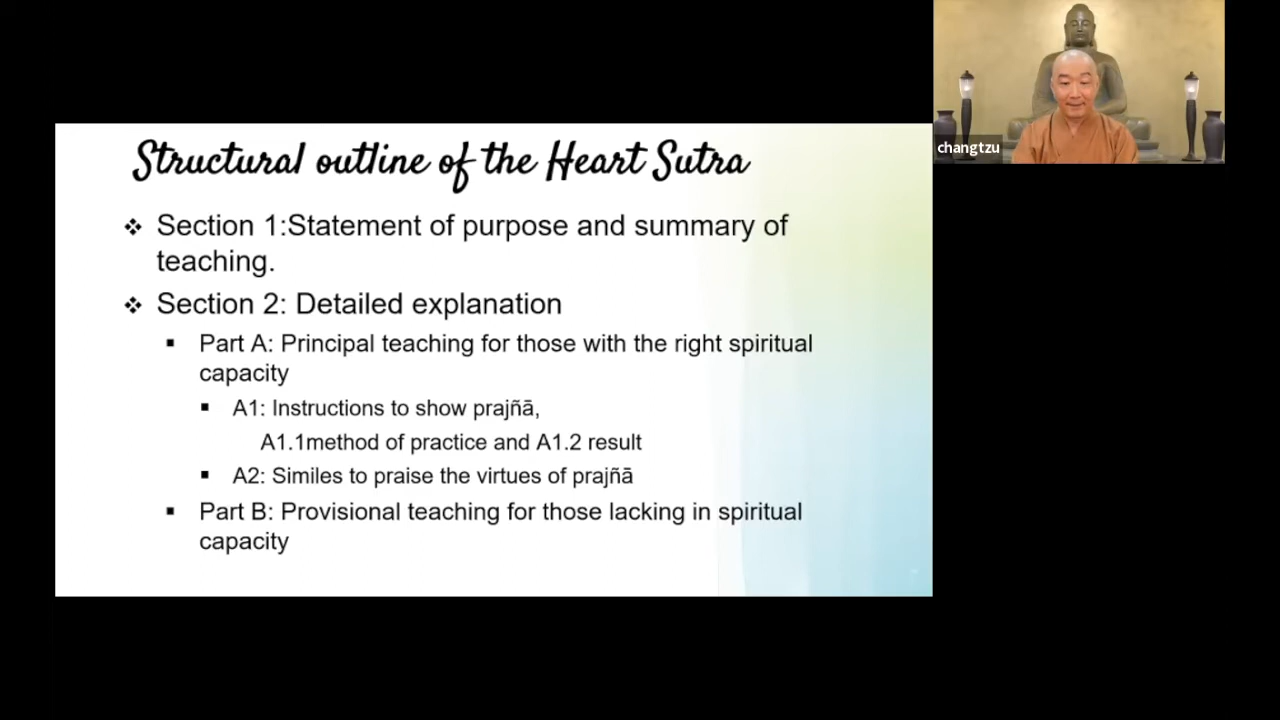 Structural outline of the Heart Sutra
❖ Section 1:Statement of purpose and summary of
teaching.
❖ Section 2: Detailed explanation
▪ Part A: Principal teaching for those with the right spiritual
capacity
▪ A1: Instructions to show prajñā,
A1.1method of practice and A1.2 result
▪ A2: Similes to praise the virtues of prajñā
▪ Part B: Provisional teaching for those lacking in spiritual
capacity
changtzu